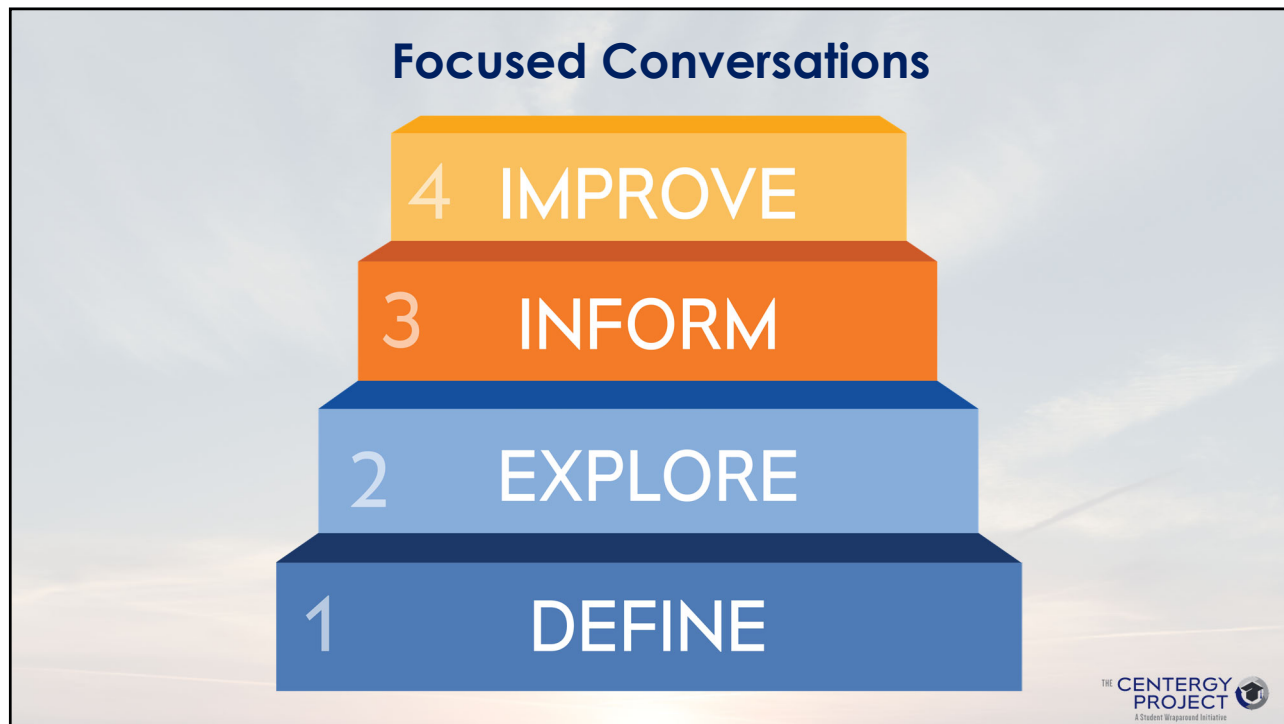 Focused Conversations
4 IMPROVE
3 INFORM
2 EXPLORE
1 DEFINE
THE CENTERGY
PROJECT
A Student Wraparound Initiative